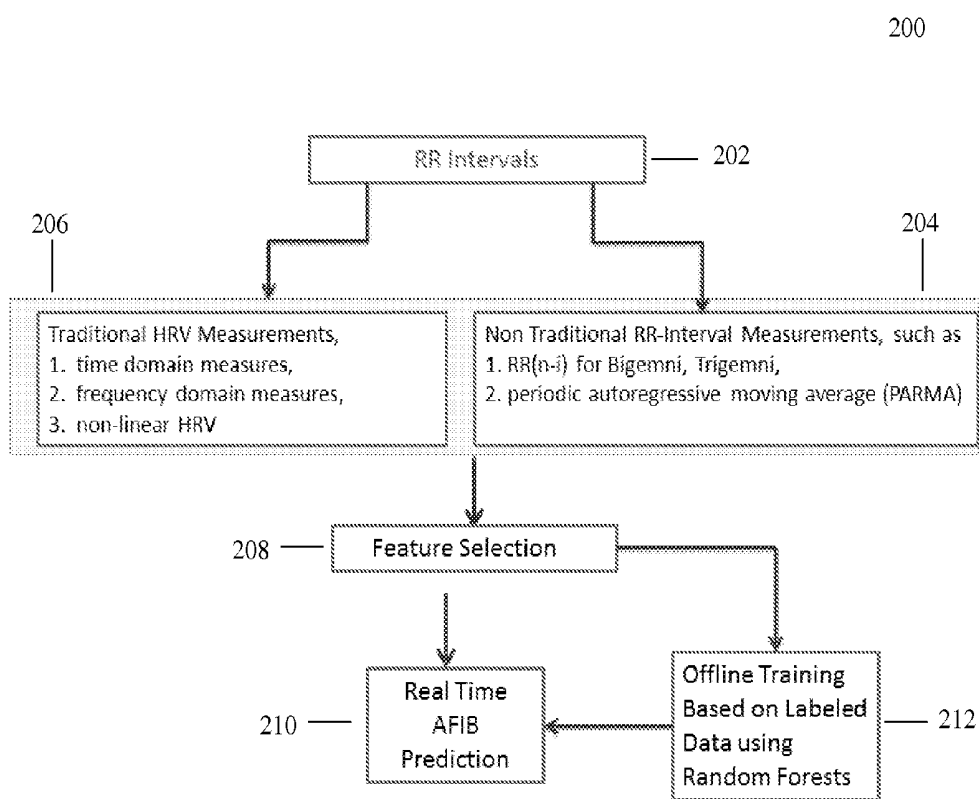 200
RR Intervals
202
206
204
Traditional HRV Measurements,
1. time domain measures,
2. frequency domain measures,
3. non-linear HRV
Non Traditional RR-Interval Measurements, such as
1. RR(n-i) for Bigemni, Trigemni,
2. periodic autoregressive moving average (PARMA)
208
Feature Selection
210
Real Time
AFIB
Prediction
Offline Training
Based on Labeled
Data using
Random Forests
212